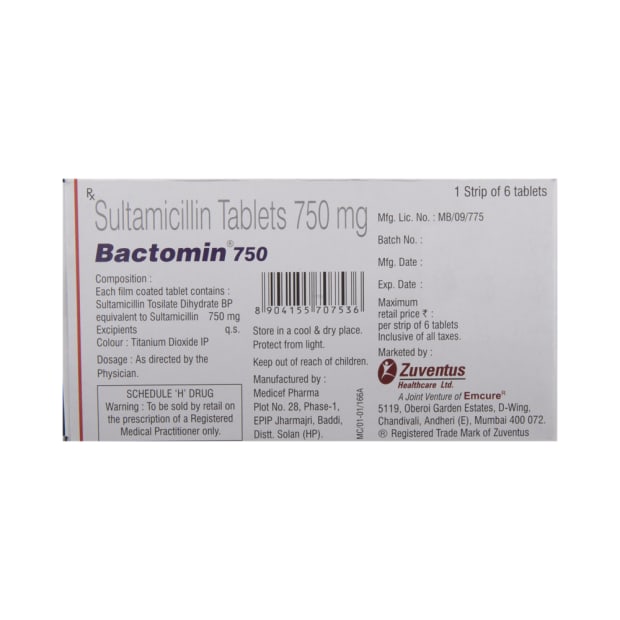 Rx
Sultamicillin Tablets 750 mg
Bactomin® 750
Composition :
Each film coated tablet contains :
Sultamicillin Tosilate Dihydrate BP
equivalent to Sultamicillin 750 mg
Excipients q.s.
Colour : Titanium Dioxide IP
Dosage : As directed by the
Physician.
SCHEDULE 'H' DRUG
Warning : To be sold by retail on
the prescription of a Registered
Medical Practitioner only.
8 904155 707536
Store in a cool & dry place.
Protect from light.
Keep out of reach of children.
Manufactured by :
Medicef Pharma
Plot No. 28, Phase-1,
EPIP Jharmajri, Baddi,
Distt. Solan (HP).
MC/01-01/166A
1 Strip of 6 tablets
Mfg. Lic. No. : MB/09/775
Batch No. :
Mfg. Date :
Exp. Date :
Maximum
retail price ₹ :
per strip of 6 tablets
Inclusive of all taxes.
Marketed by :
Zuventus
Healthcare Ltd.
A Joint Venture of Emcure®
5119, Oberoi Garden Estates, D-Wing,
Chandivali, Andheri (E), Mumbai 400 072.
® Registered Trade Mark of Zuventus